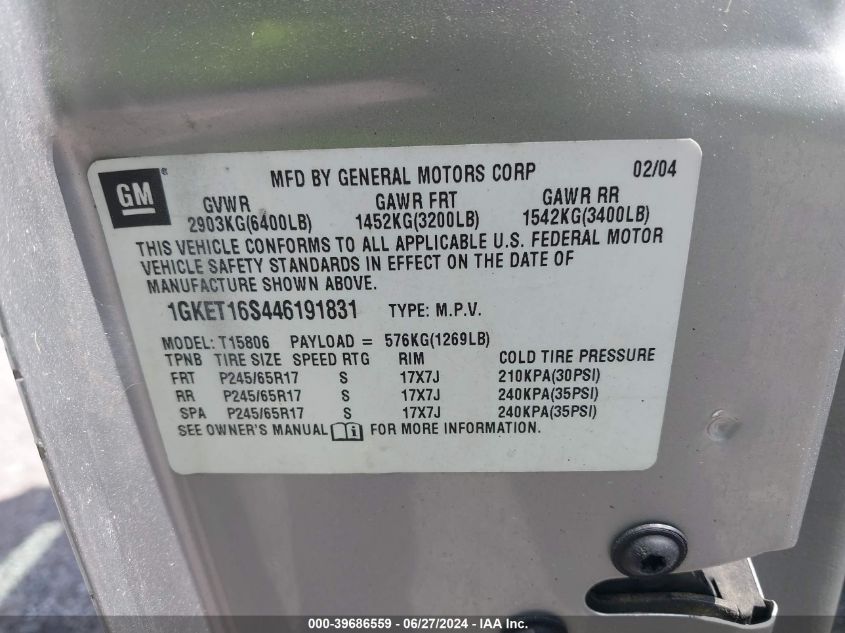 GM ® MFD BY GENERAL MOTORS CORP 02/04
GVWR GAWR FRT GAWR RR
2903KG(6400LB) 1452KG(3200LB) 1542KG(3400LB)
THIS VEHICLE CONFORMS TO ALL APPLICABLE U.S. FEDERAL MOTOR
VEHICLE SAFETY STANDARDS IN EFFECT ON THE DATE OF
MANUFACTURE SHOWN ABOVE.
1GKET16S446191831 TYPE: M.P.V.
MODEL: T15806 PAYLOAD = 576KG(1269LB)
TPNB TIRE SIZE SPEED RTG RIM COLD TIRE PRESSURE
FRT P245/65R17 S 17X7J 210KPA(30PSI)
RR P245/65R17 S 17X7J 240KPA(35PSI)
SPA P245/65R17 S 17X7J 240KPA(35PSI)
SEE OWNER'S MANUAL FOR MORE INFORMATION.
000-39686559 - 06/27/2024 - IAA, Inc.